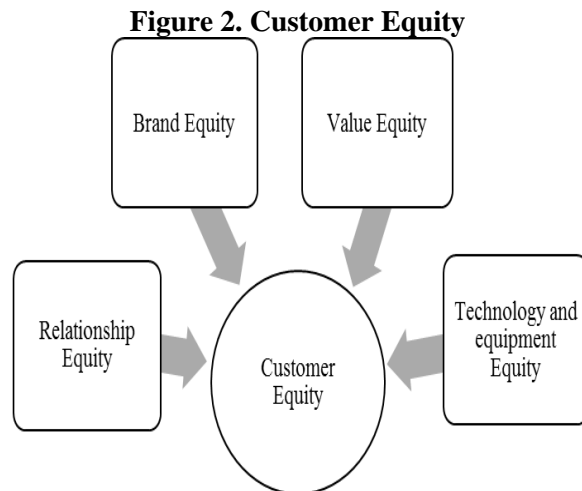 Figure 2. Customer Equity
Brand Equity
Value Equity
Relationship
Equity
Customer
Equity
Technology and
equipment
Equity